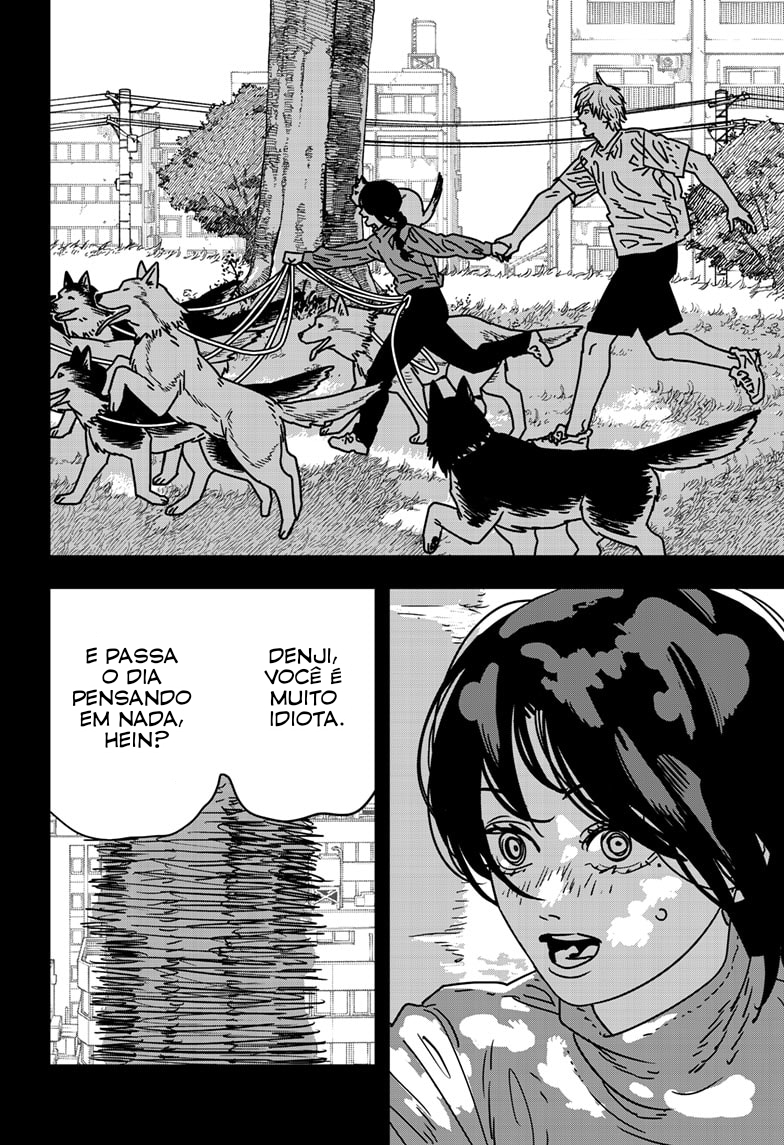 DENJI,
VOCÊ É
MUITO
IDIOTA.
E PASSA
O DIA
PENSANDO
EM NADA,
HEIN?